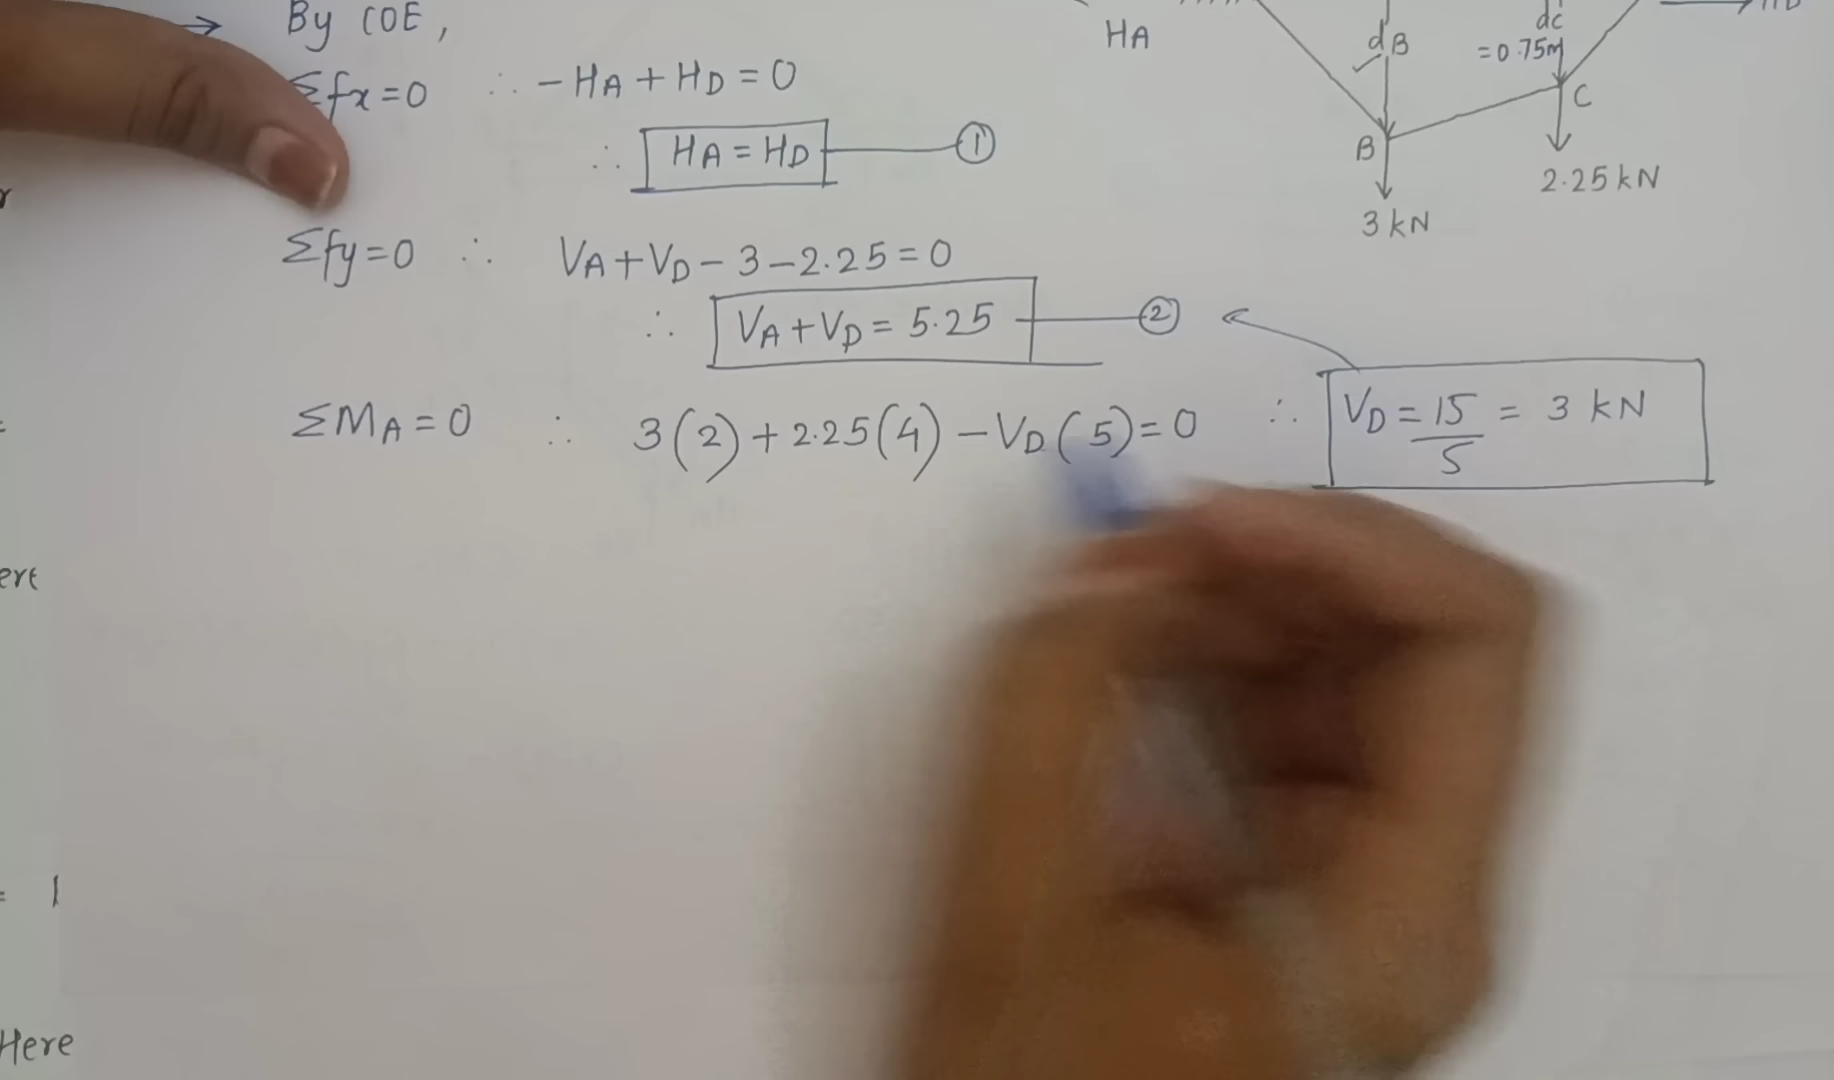 By COE,
Σfx=0 ∴ -HA+HD=0
∴ HA=HD ①
Σfy=0 ∴ VA+VD-3-2.25=0
∴ VA+VD=5.25 ②
ΣMA=0 ∴ 3(2)+2.25(4)-VD(5)=0 ∴ VD=15/5=3 kN
HA
dB
dc
=0.75m
B
C
3 kN
2.25 kN
ert
= 1
Here